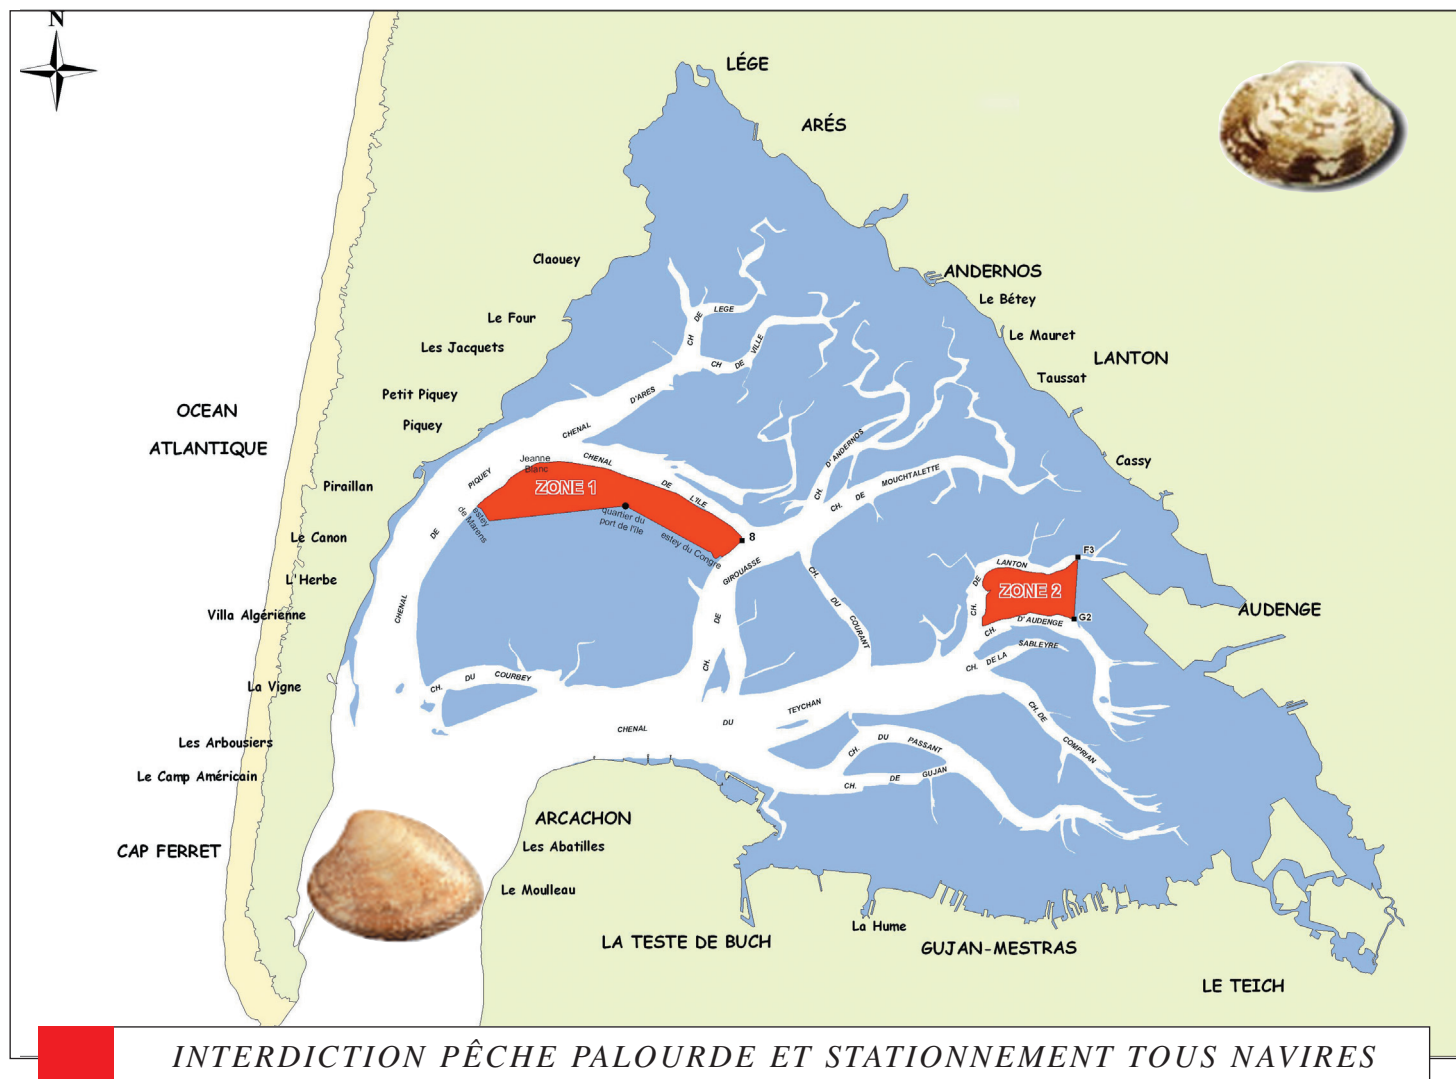 N
LÉGE
ARÉS
Claouey
ANDERNOS
Le Bétey
Le Four
Le Mauret
Les Jacquets
LANTON
Taussat
Petit Piquey
Piquey
OCEAN
ATLANTIQUE
Cassy
Piraillan
Le Canon
L'Herbe
Villa Algérienne
AUDENGE
La Vigne
Les Arbousiers
Le Camp Américain
CAP FERRET
ARCACHON
Les Abatilles
Le Moulleau
La Hume
LA TESTE DE BUCH
GUJAN-MESTRAS
LE TEICH
CH DE LEGE
CH DE VILLE
CHENAL D'ARES
CHENAL DE PIQUEY
CHENAL DE L'ILE
Jeanne
Blanc
ZONE 1
estey
de Marens
quartier du
port de l'île
estey du Congre
8
CH. D'ANDERNOS
CH. DE MOUCHTALETTE
CH. DE GIROUASSE
CH. DU COURANT
CH. DE LANTON
F3
ZONE 2
G2
CH. D'AUDENGE
CH. DE LA SABLEYRE
CH. DU COURBEY
CHENAL DU TEYCHAN
CH. DE COMPRIAN
CH. DU PASSANT
CH. DE GUJAN
INTERDICTION PÊCHE PALOURDE ET STATIONNEMENT TOUS NAVIRES